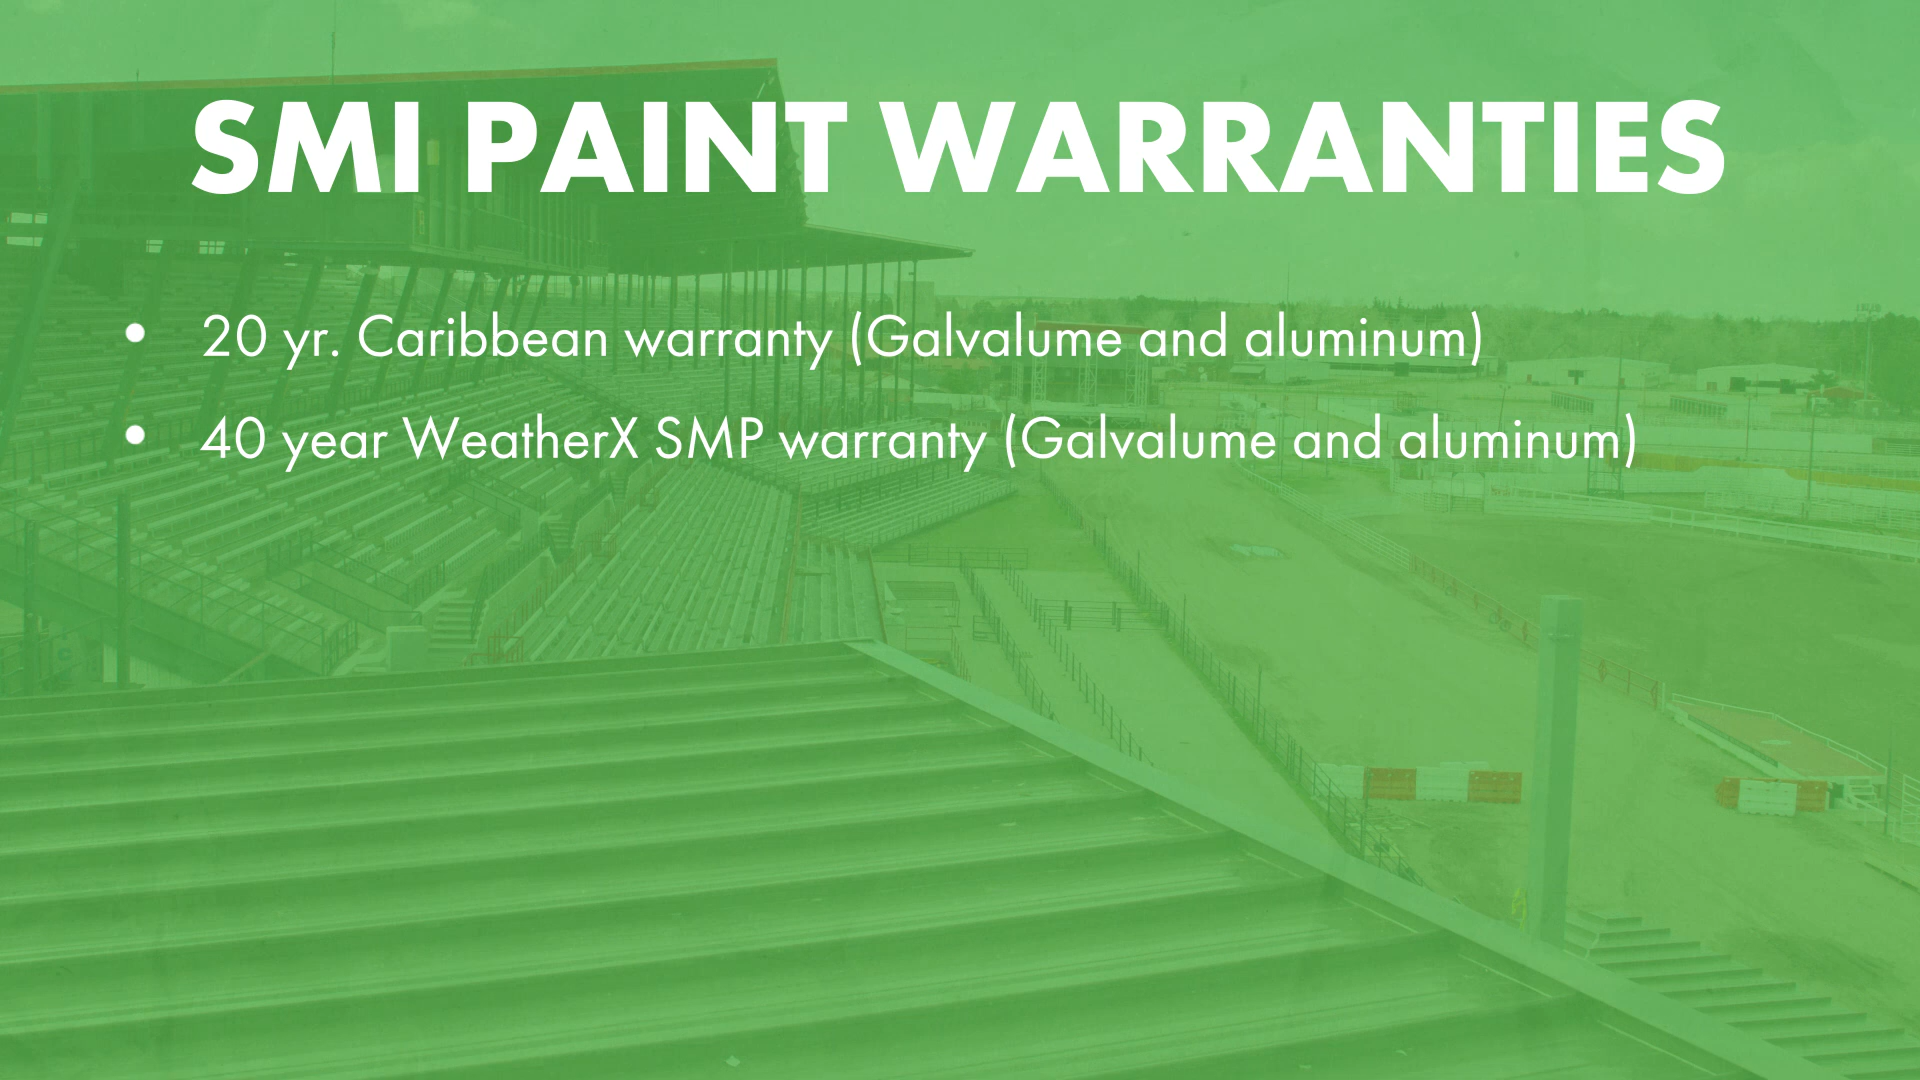 SMI PAINT WARRANTIES
• 20 yr. Caribbean warranty (Galvalume and aluminum)
• 40 year WeatherX SMP warranty (Galvalume and aluminum)